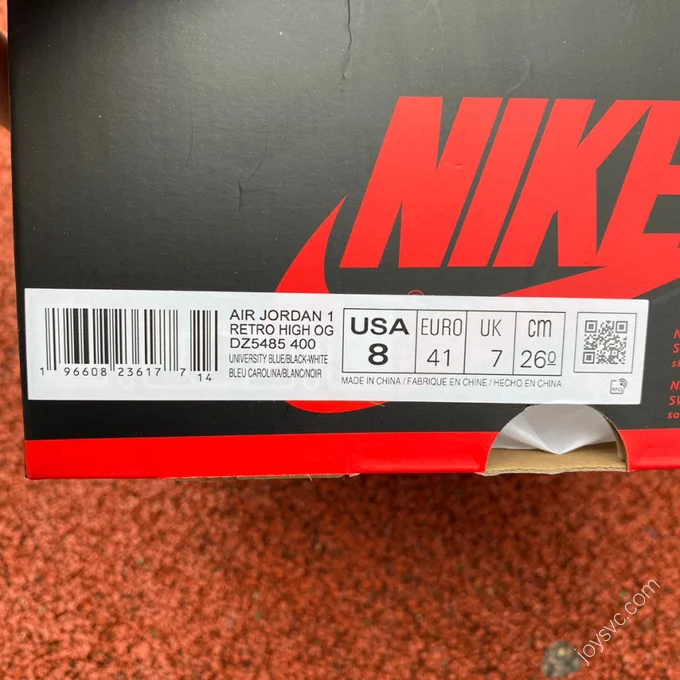 NIKE
AIR JORDAN 1
RETRO HIGH OG
DZ5485 400
UNIVERSITY BLUE/BLACK-WHITE
BLEU CAROLINA/BLANC/NOIR
1 96608 23617 7 14
USA EURO UK cm
8 41 7 26º
MADE IN CHINA / FABRIQUE EN CHINE / HECHO EN CHINA
RFID
joysvc.com